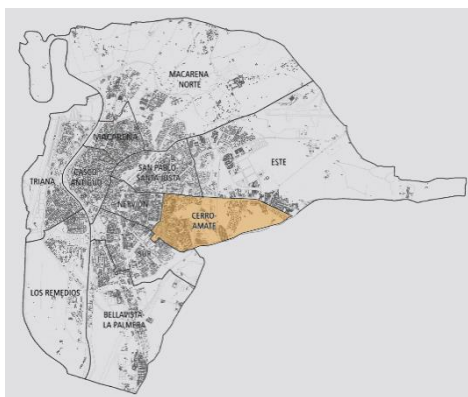 MACARENA
NORTE
MACARENA
SAN PABLO
SANTA JUSTA
ESTE
CASCO
ANTIGUO
TRIANA
NERVIÓN
CERRO-
AMATE
SUR
LOS REMEDIOS
BELLAVISTA-
LA PALMERA